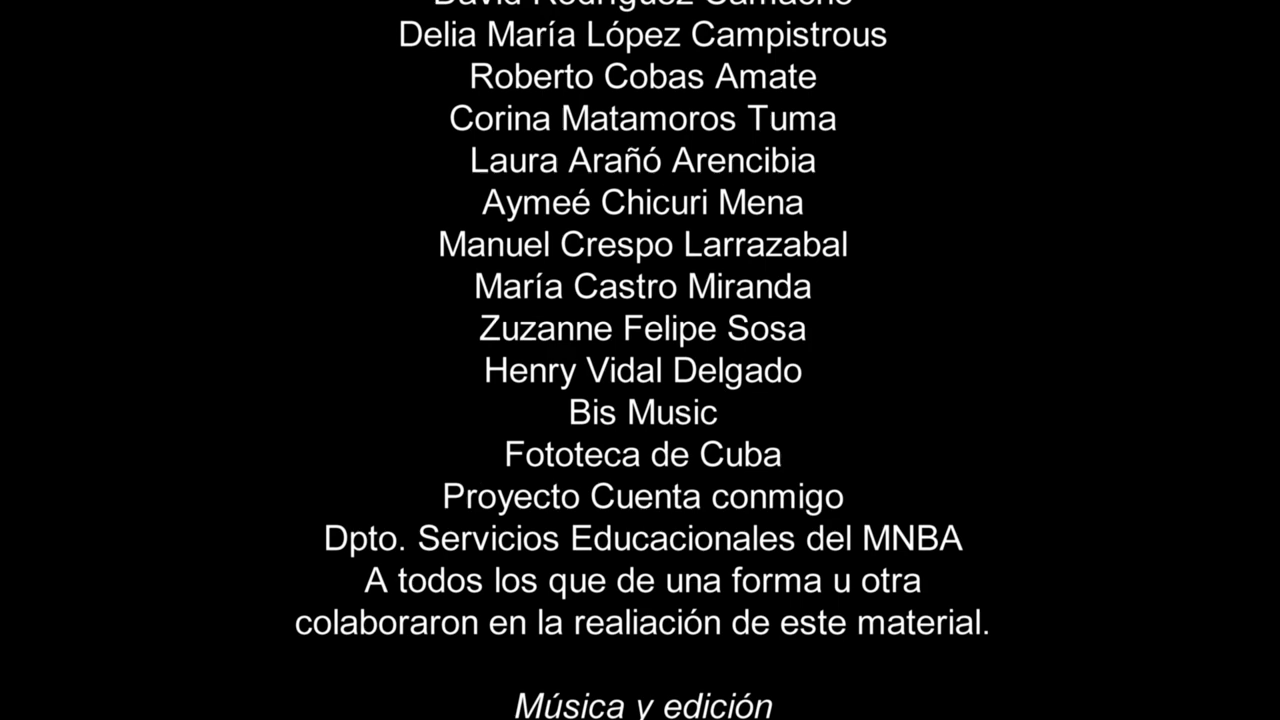 David Rodríguez Camacho
Delia María López Campistrous
Roberto Cobas Amate
Corina Matamoros Tuma
Laura Arañó Arencibia
Aymeé Chicuri Mena
Manuel Crespo Larrazabal
María Castro Miranda
Zuzanne Felipe Sosa
Henry Vidal Delgado
Bis Music
Fototeca de Cuba
Proyecto Cuenta conmigo
Dpto. Servicios Educacionales del MNBA
A todos los que de una forma u otra
colaboraron en la realiación de este material.
Música y edición